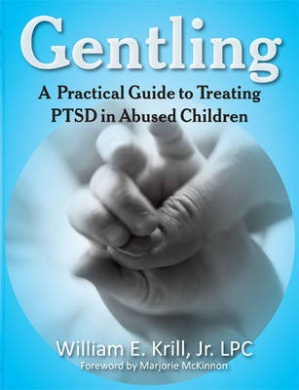 Gentling
A Practical Guide to Treating
PTSD in Abused Children
William E. Krill, Jr. LPC
Foreword by Marjorie McKinnon